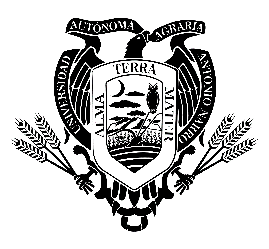 UNIVERSIDAD
AUTONOMA
AGRARIA
ANTONIO NARRO
ALMA
TERRA
MATER